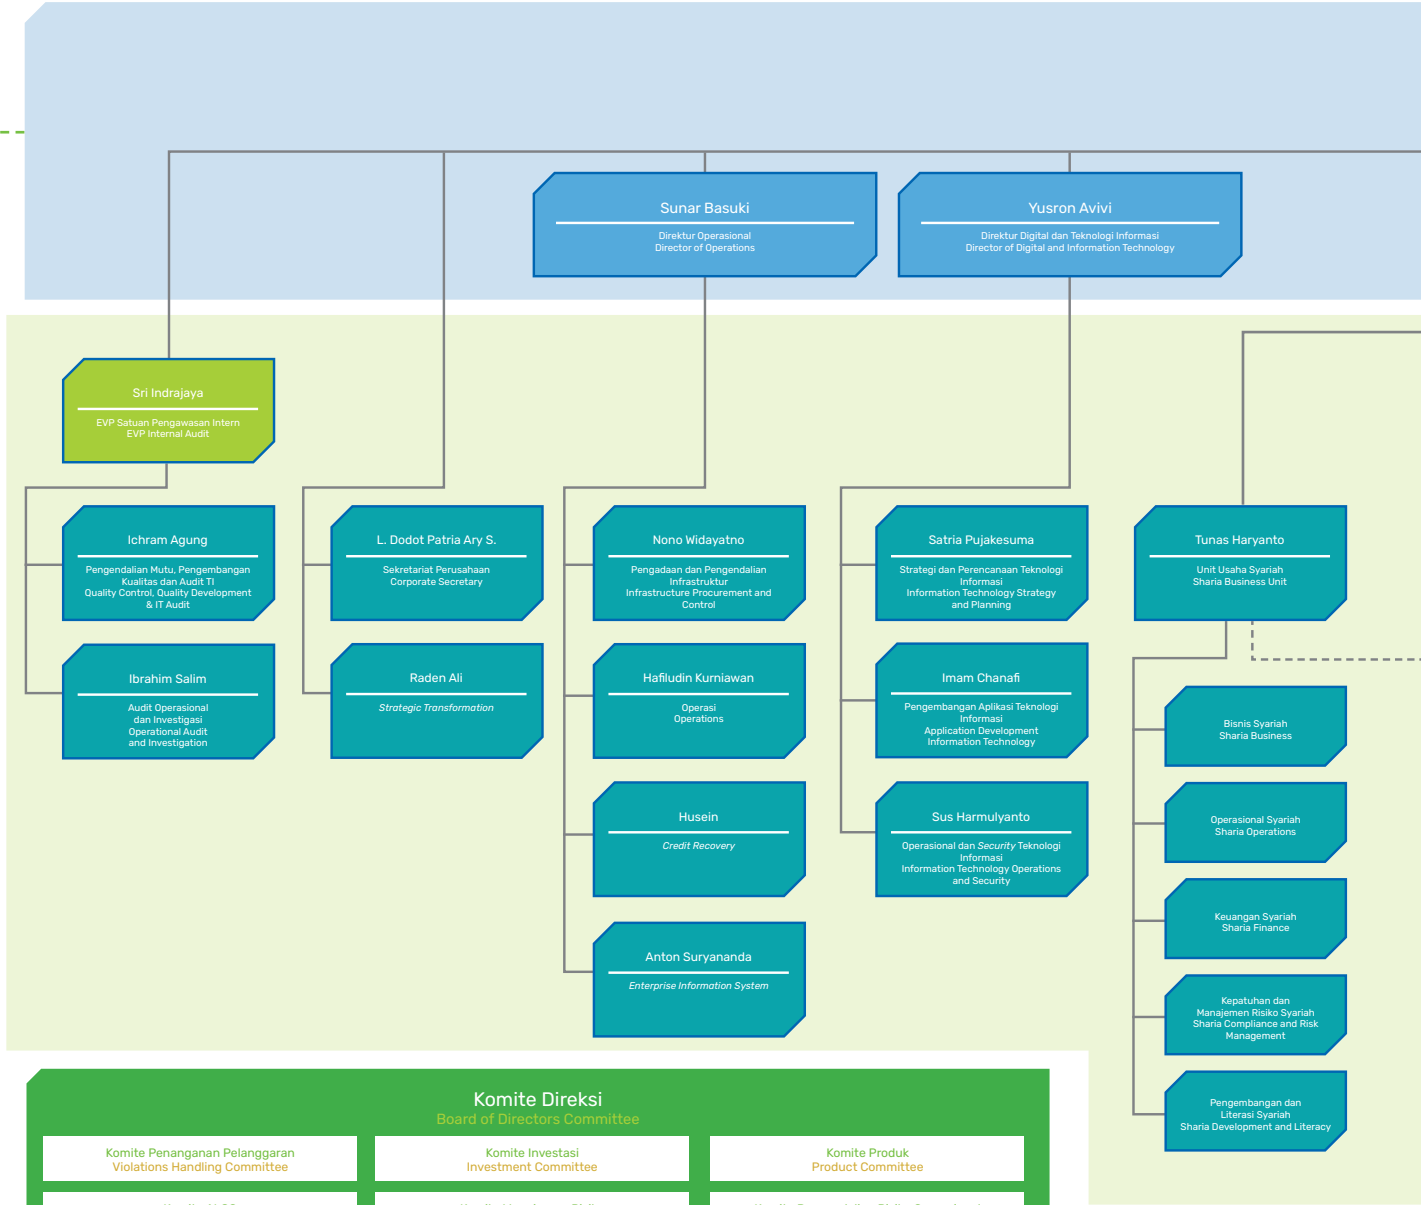 Sunar Basuki
Direktur Operasional
Director of Operations
Yusron Avivi
Direktur Digital dan Teknologi Informasi
Director of Digital and Information Technology
Sri Indrajaya
EVP Satuan Pengawasan Intern
EVP Internal Audit
Ichram Agung
Pengendalian Mutu, Pengembangan
Kualitas dan Audit TI
Quality Control, Quality Development
& IT Audit
Ibrahim Salim
Audit Operasional
dan Investigasi
Operational Audit
and Investigation
L. Dodot Patria Ary S.
Sekretariat Perusahaan
Corporate Secretary
Raden Ali
Strategic Transformation
Nono Widayatno
Pengadaan dan Pengendalian
Infrastruktur
Infrastructure Procurement and
Control
Hafiludin Kurniawan
Operasi
Operations
Husein
Credit Recovery
Anton Suryananda
Enterprise Information System
Satria Pujakesuma
Strategi dan Perencanaan Teknologi
Informasi
Information Technology Strategy
and Planning
Imam Chanafi
Pengembangan Aplikasi Teknologi
Informasi
Application Development
Information Technology
Sus Harmulyanto
Operasional dan Security Teknologi
Informasi
Information Technology Operations
and Security
Tunas Haryanto
Unit Usaha Syariah
Sharia Business Unit
Bisnis Syariah
Sharia Business
Operasional Syariah
Sharia Operations
Keuangan Syariah
Sharia Finance
Kepatuhan dan
Manajemen Risiko Syariah
Sharia Compliance and Risk
Management
Pengembangan dan
Literasi Syariah
Sharia Development and Literacy
Komite Direksi
Board of Directors Committee
Komite Penanganan Pelanggaran
Violations Handling Committee
Komite Investasi
Investment Committee
Komite Produk
Product Committee